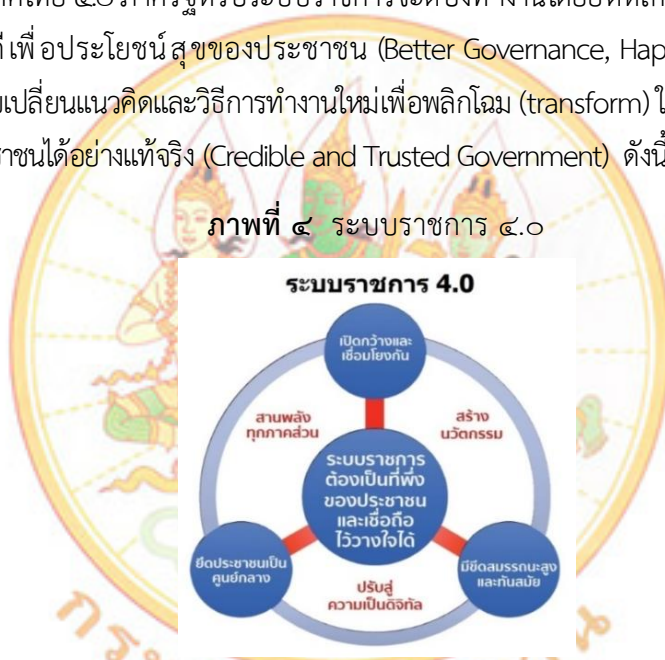 ที่เพื่อประโยชน์สุขของประชาชน (Better Governance,
เปลี่ยนแนวคิดและวิธีการทำงานใหม่เพื่อพลิกโฉม (transform)
ชนได้อย่างแท้จริง (Credible and Trusted Government) ดังนี้
ภาพที่ ๔ ระบบราชการ ๔.๐
ระบบราชการ 4.0
เปิดกว้างและ
เชื่อมโยงกัน
สานพลัง
ทุกภาคส่วน
สร้าง
นวัตกรรม
ระบบราชการ
ต้องเป็นที่พึ่ง
ของประชาชน
และเชื่อถือ
ไว้วางใจได้
ยึดประชาชนเป็น
ศูนย์กลาง
มีขีดสมรรถนะสูง
และทันสมัย
ปรับสู่
ความเป็นดิจิทัล